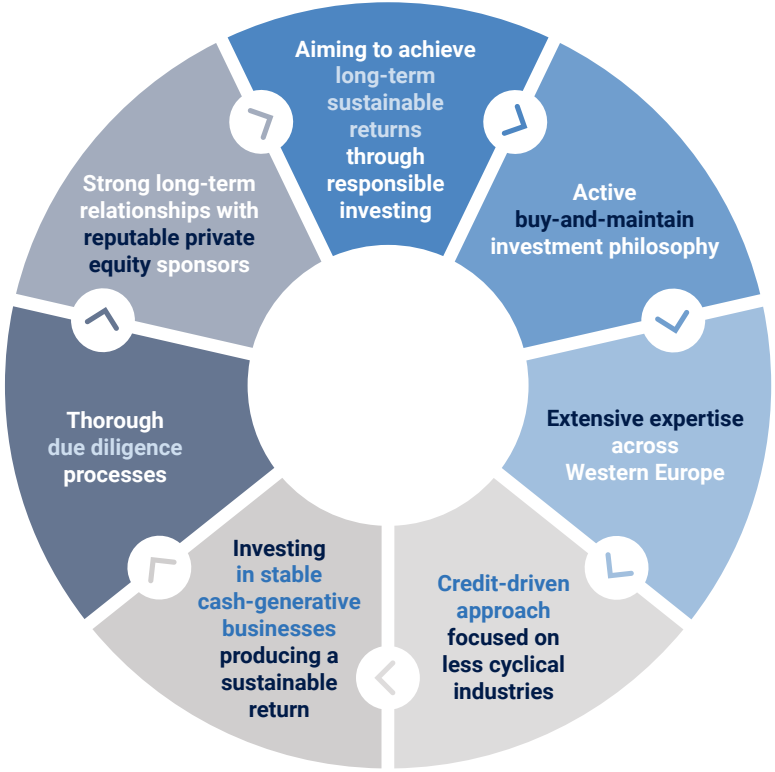 Aiming to achieve
long-term
sustainable
returns
through
responsible
investing
Active
buy-and-maintain
investment philosophy
Extensive expertise
across
Western Europe
Credit-driven
approach
focused on
less cyclical
industries
Investing
in stable
cash-generative
businesses
producing a
sustainable
return
Thorough
due diligence
processes
Strong long-term
relationships with
reputable private
equity sponsors